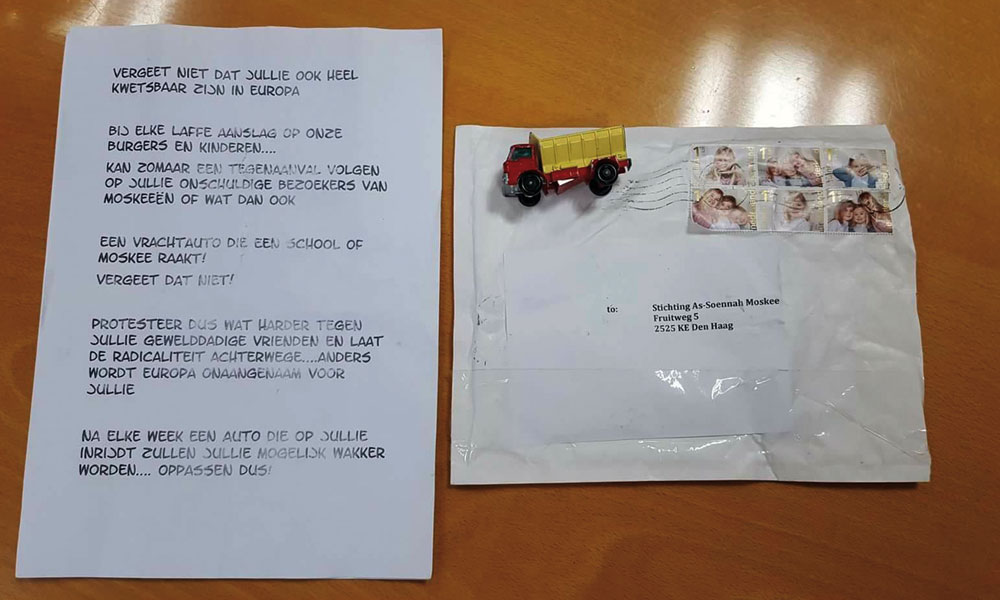 VERGEET NIET DAT JULLIE OOK HEEL
KWETSBAAR ZIJN IN EUROPA
BIJ ELKE LAFFE AANSLAG OP ONZE
BURGERS EN KINDEREN....
KAN ZOMAAR EEN TEGENAANVAL VOLGEN
OP JULLIE ONSCHULDIGE BEZOEKERS VAN
MOSKEEËN OF WAT DAN OOK
EEN VRACHTAUTO DIE EEN SCHOOL OF
MOSKEE RAAKT!
VERGEET DAT NIET!
PROTESTEER DUS WAT HARDER TEGEN
JULLIE GEWELDDADIGE VRIENDEN EN LAAT
DE RADICALITEIT ACHTERWEGE....ANDERS
WORDT EUROPA ONAANGENAAM VOOR
JULLIE
NA ELKE WEEK EEN AUTO DIE OP JULLIE
INRIJDT ZULLEN JULLIE MOGELIJK WAKKER
WORDEN.... OPPASSEN DUS!
to:
Stichting As-Soennah Moskee
Fruitweg 5
2525 KE Den Haag